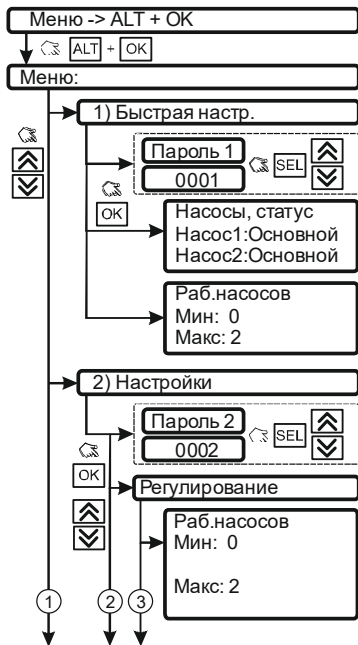 Меню -> ALT + OK
ALT + OK
Меню:
1) Быстрая настр.
Пароль 1
SEL
0001
OK
Насосы, статус
Насос1:Основной
Насос2:Основной
Раб.насосов
Мин: 0
Макс: 2
2) Настройки
Пароль 2
SEL
0002
OK
Регулирование
Раб.насосов
Мин: 0
Макс: 2
1 2 3